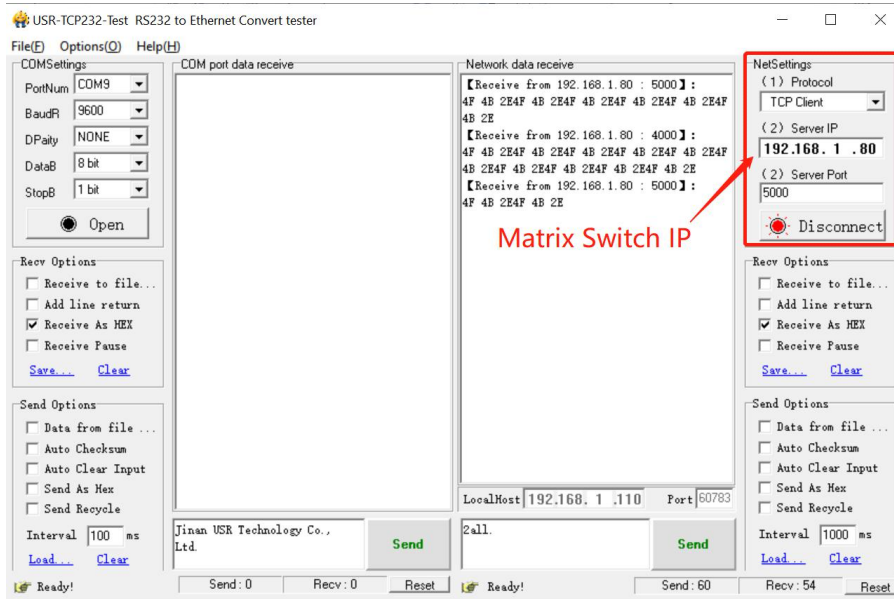 USR-TCP232-Test  RS232 to Ethernet Convert tester
File(F)  Options(O)  Help(H)
COMSettings
PortNum COM9
BaudR 9600
DPaity NONE
DataB 8 bit
StopB 1 bit
Open
Recv Options
Receive to file...
Add line return
Receive As HEX
Receive Pause
Save...  Clear
Send Options
Data from file ...
Auto Checksum
Auto Clear Input
Send As Hex
Send Recycle
Interval 100 ms
Load...  Clear
COM port data receive
Jinan USR Technology Co.,
Ltd.
Send
Network data receive
【Receive from 192.168.1.80 : 5000】:
4F 4B 2E4F 4B 2E4F 4B 2E4F 4B 2E4F 4B 2E4F
4B 2E
【Receive from 192.168.1.80 : 4000】:
4F 4B 2E4F 4B 2E4F 4B 2E4F 4B 2E4F 4B 2E4F
4B 2E4F 4B 2E4F 4B 2E4F 4B 2E4F 4B 2E
【Receive from 192.168.1.80 : 5000】:
4F 4B 2E4F 4B 2E
Matrix Switch IP
LocalHost 192.168. 1 .110  Port 60783
2all.
Send
NetSettings
(1) Protocol
TCP Client
(2) Server IP
192.168. 1 .80
(2) Server Port
5000
Disconnect
Recv Options
Receive to file...
Add line return
Receive As HEX
Receive Pause
Save...  Clear
Send Options
Data from file ...
Auto Checksum
Auto Clear Input
Send As Hex
Send Recycle
Interval 1000 ms
Load...  Clear
Ready!  Send : 0  Recv : 0  Reset  Ready!  Send : 60  Recv : 54  Reset